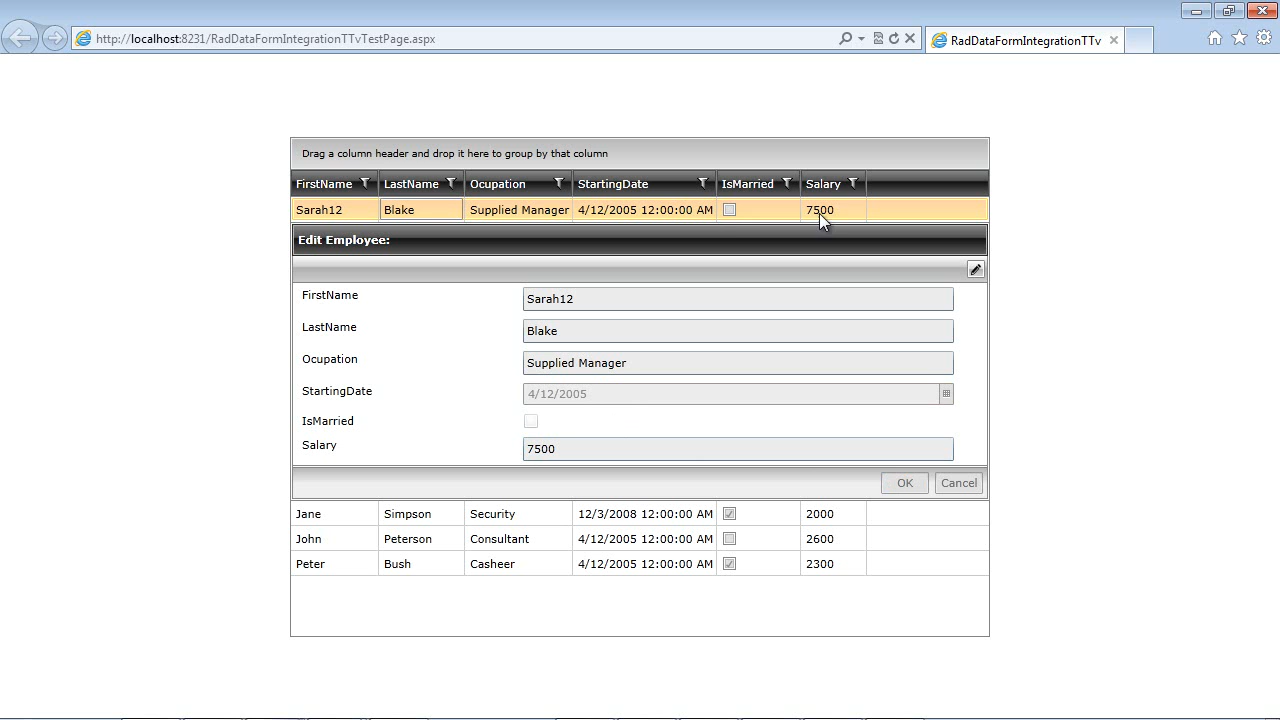 http://localhost:8231/RadDataFormIntegrationTTvTestPage.aspx
RadDataFormIntegrationTTv
Drag a column header and drop it here to group by that column
FirstName LastName Ocupation StartingDate IsMarried Salary
Sarah12 Blake Supplied Manager 4/12/2005 12:00:00 AM 7500
Edit Employee:
FirstName Sarah12
LastName Blake
Ocupation Supplied Manager
StartingDate 4/12/2005
IsMarried
Salary 7500
OK Cancel
Jane Simpson Security 12/3/2008 12:00:00 AM 2000
John Peterson Consultant 4/12/2005 12:00:00 AM 2600
Peter Bush Casheer 4/12/2005 12:00:00 AM 2300